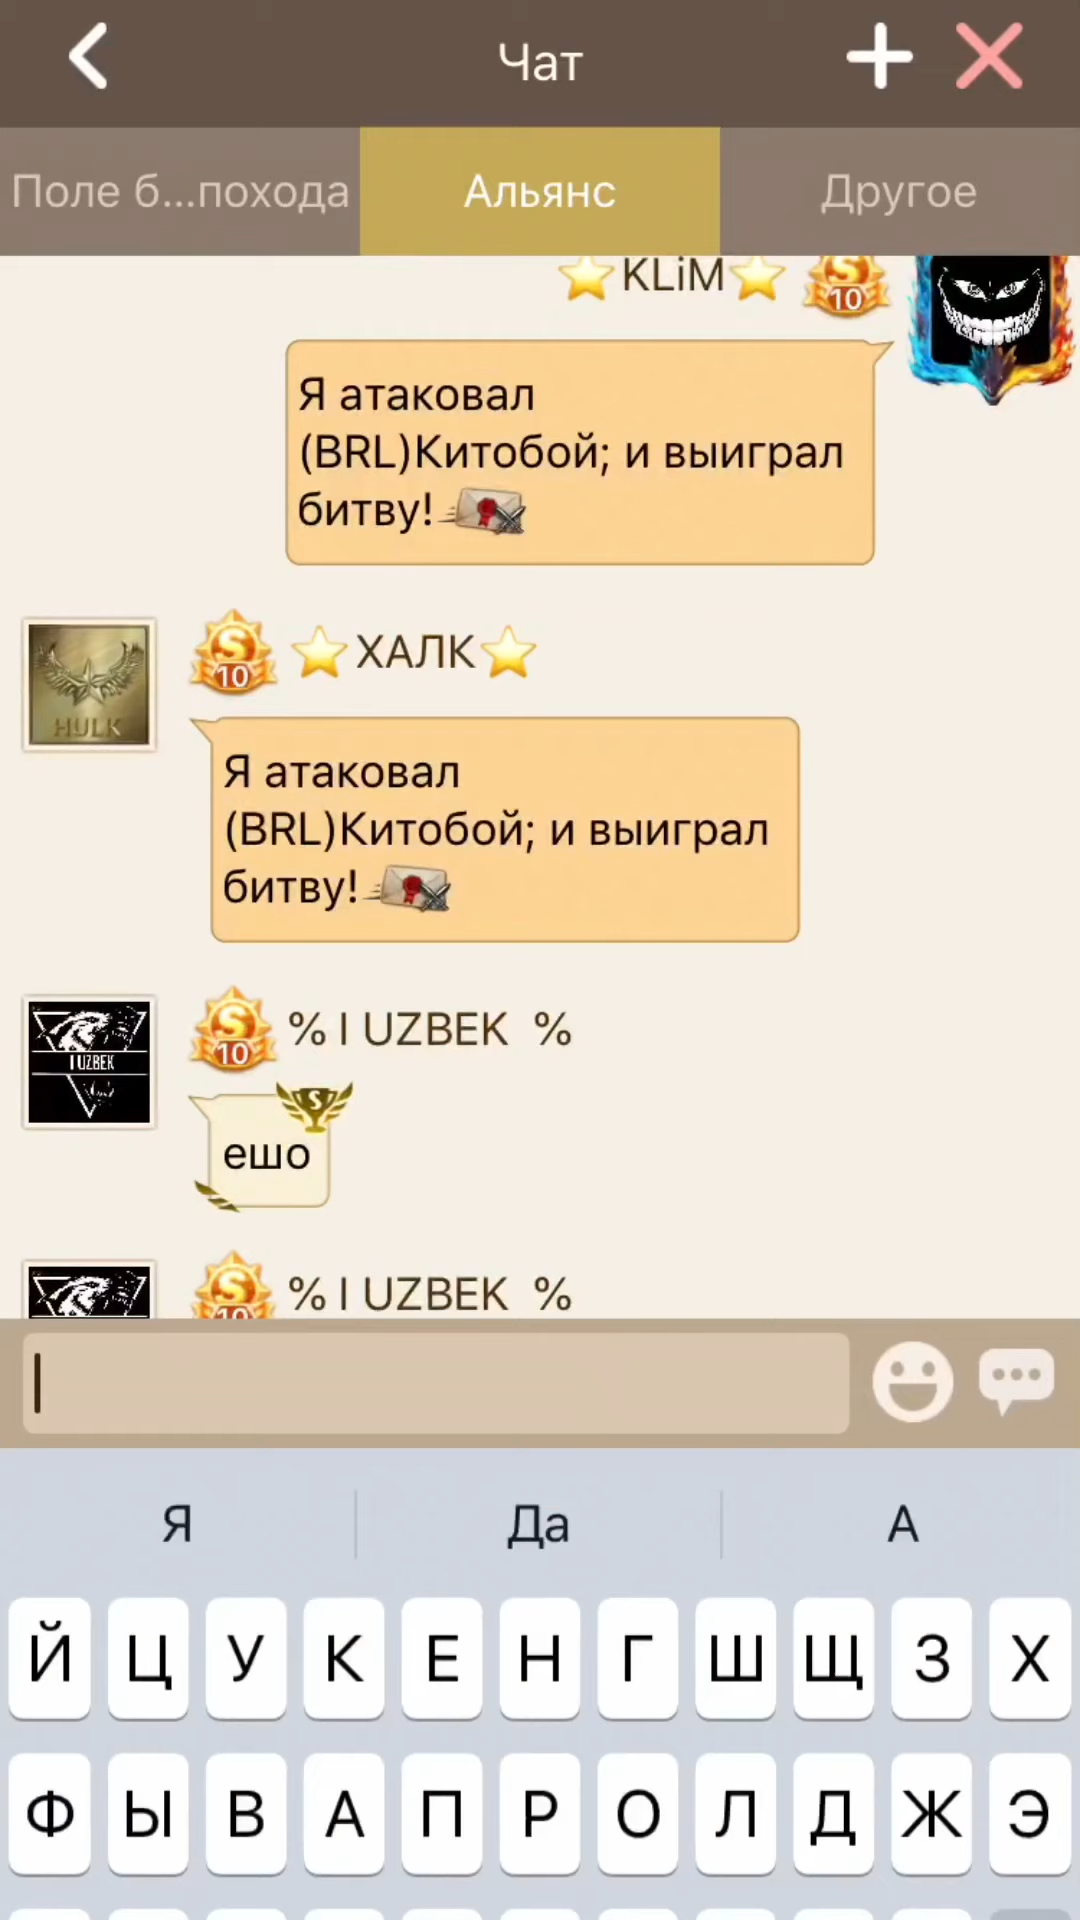 Чат
Поле б...похода
Альянс
Другое
⭐KLiM⭐
S
10
Я атаковал
(BRL)Китобой; и выиграл
битву!
HULK
S
10
⭐ХАЛК⭐
Я атаковал
(BRL)Китобой; и выиграл
битву!
I UZBEK
S
10
% I UZBEK %
S
ешо
S
10
% I UZBEK %
Я
Да
А
Й Ц У К Е Н Г Ш Щ З Х
Ф Ы В А П Р О Л Д Ж Э